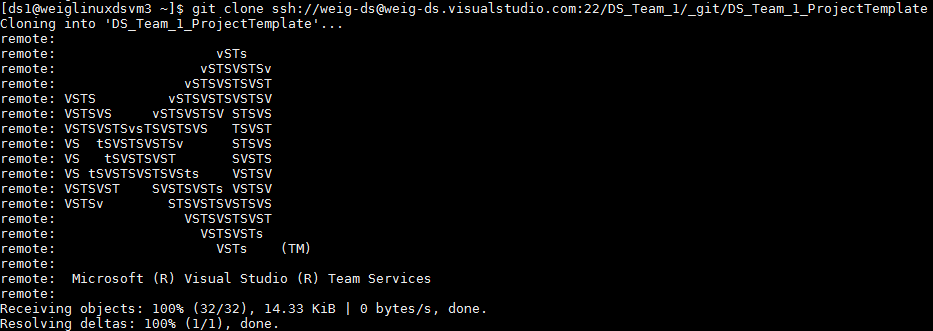 [ds1@weiglinuxdsvm3 ~]$ git clone ssh://weig-ds@weig-ds.visualstudio.com:22/DS_Team_1/_git/DS_Team_1_ProjectTemplate
Cloning into 'DS_Team_1_ProjectTemplate'...
remote:
remote:                    vSTs
remote:                  vSTSVSTSv
remote:                vSTSVSTSVST
remote: VSTS         vSTSVSTSVSTSV
remote: VSTSVS     vSTSVSTSV STSVS
remote: VSTSVSTSvsTSVSTSVS   TSVST
remote: VS  tSVSTSVSTSv      STSVS
remote: VS   tSVSTSVST       SVSTS
remote: VS tSVSTSVSTSVSts    VSTSV
remote: VSTSVST    SVSTSVSTs VSTSV
remote: VSTSv        STSVSTSVSTSVS
remote:                VSTSVSTSVST
remote:                  VSTSVSTs
remote:                    VSTs    (TM)
remote:
remote:  Microsoft (R) Visual Studio (R) Team Services
remote:
Receiving objects: 100% (32/32), 14.33 KiB | 0 bytes/s, done.
Resolving deltas: 100% (1/1), done.